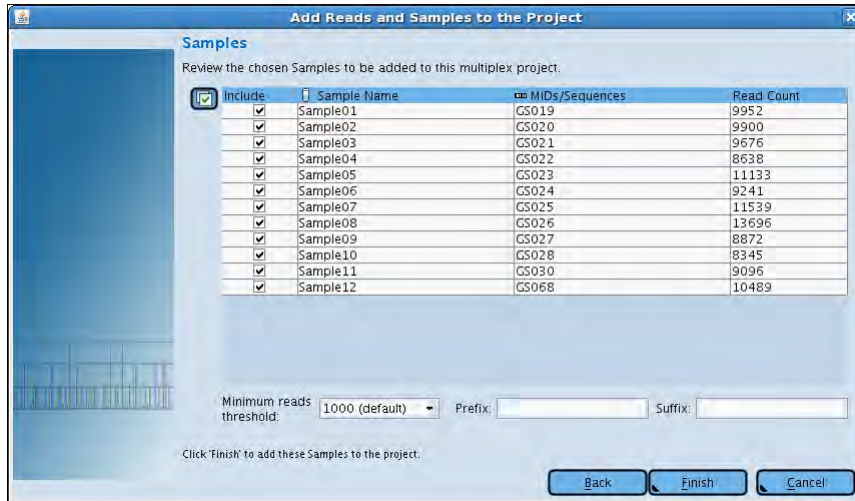 Add Reads and Samples to the Project
Samples
Review the chosen Samples to be added to this multiplex project.
Include Sample Name MIDs/Sequences Read Count
Sample01 GS019 9952
Sample02 GS020 9900
Sample03 GS021 9676
Sample04 GS022 8638
Sample05 GS023 11133
Sample06 GS024 9241
Sample07 GS025 11539
Sample08 GS026 13696
Sample09 GS027 8872
Sample10 GS028 8345
Sample11 GS030 9096
Sample12 GS068 10489
Minimum reads
threshold: 1000 (default) Prefix: Suffix:
Click 'Finish' to add these Samples to the project.
Back Finish Cancel